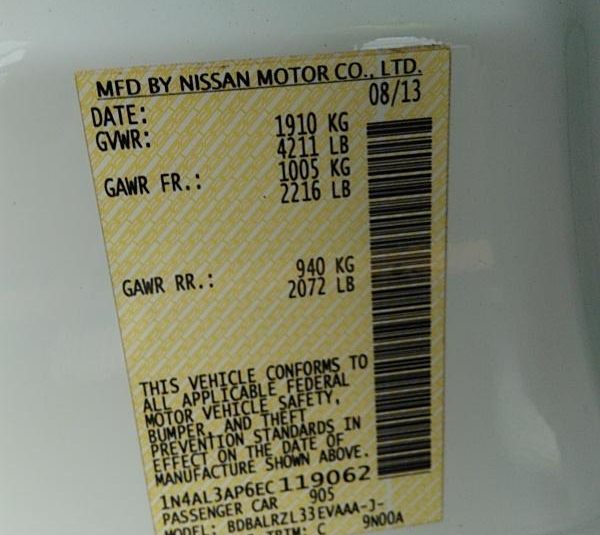 MFD BY NISSAN MOTOR CO., LTD.
DATE: 08/13
GVWR: 1910 KG
4211 LB
GAWR FR.: 1005 KG
2216 LB
GAWR RR.: 940 KG
2072 LB
THIS VEHICLE CONFORMS TO
ALL APPLICABLE FEDERAL
MOTOR VEHICLE SAFETY,
BUMPER, AND THEFT
PREVENTION STANDARDS IN
EFFECT ON THE DATE OF
MANUFACTURE SHOWN ABOVE.
1N4AL3AP6EC119062
PASSENGER CAR 905
MODEL: BDBALRZL33EVAAA-J-
TRIM: C 9N00A